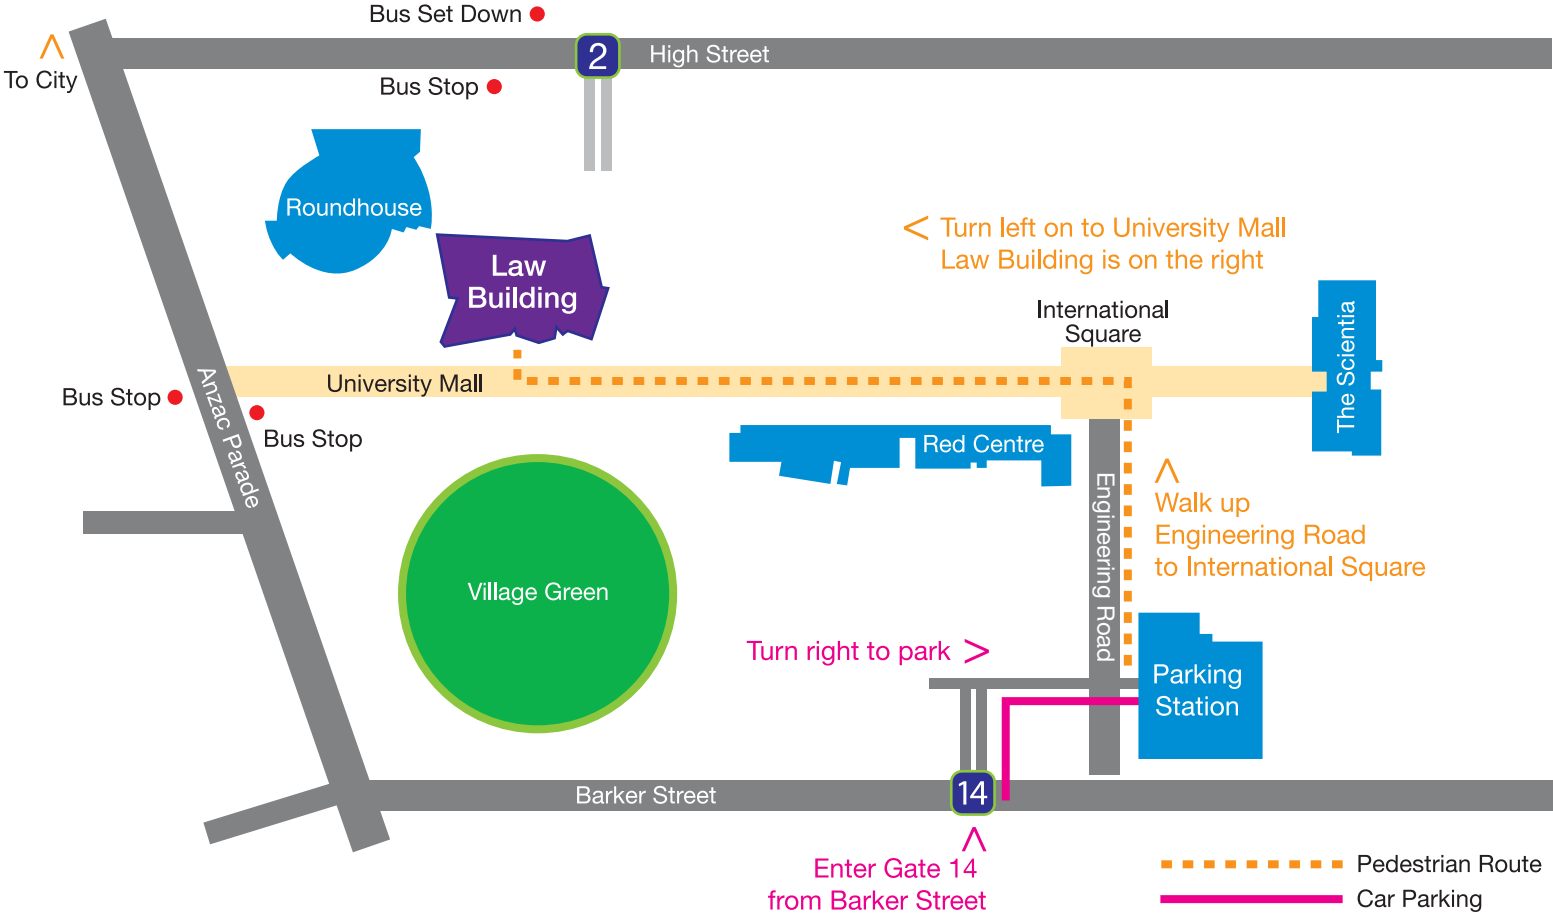 Bus Set Down
2
High Street
To City
Bus Stop
Roundhouse
Turn left on to University Mall
Law Building is on the right
Law
Building
International
Square
The Scientia
University Mall
Anzac Parade
Bus Stop
Bus Stop
Red Centre
Engineering Road
Walk up
Engineering Road
to International Square
Village Green
Turn right to park
Parking
Station
Barker Street
14
Enter Gate 14
from Barker Street
Pedestrian Route
Car Parking